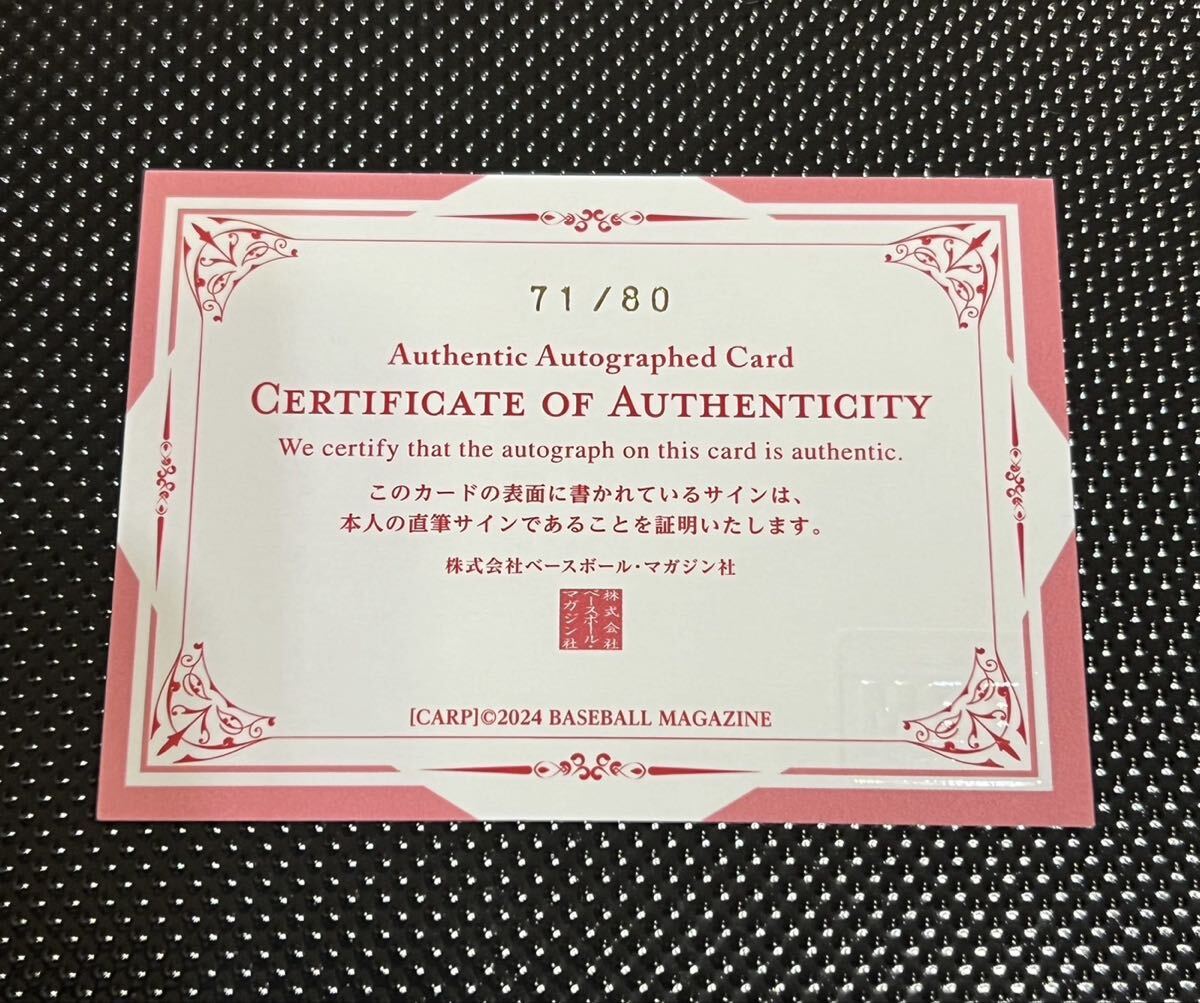 71/80
Authentic Autographed Card
CERTIFICATE OF AUTHENTICITY
We certify that the autograph on this card is authentic.
このカードの表面に書かれているサインは、
本人の直筆サインであることを証明いたします。
株式会社ベースボール・マガジン社
株式会社
ベースボール・
マガジン社
[CARP]©2024 BASEBALL MAGAZINE